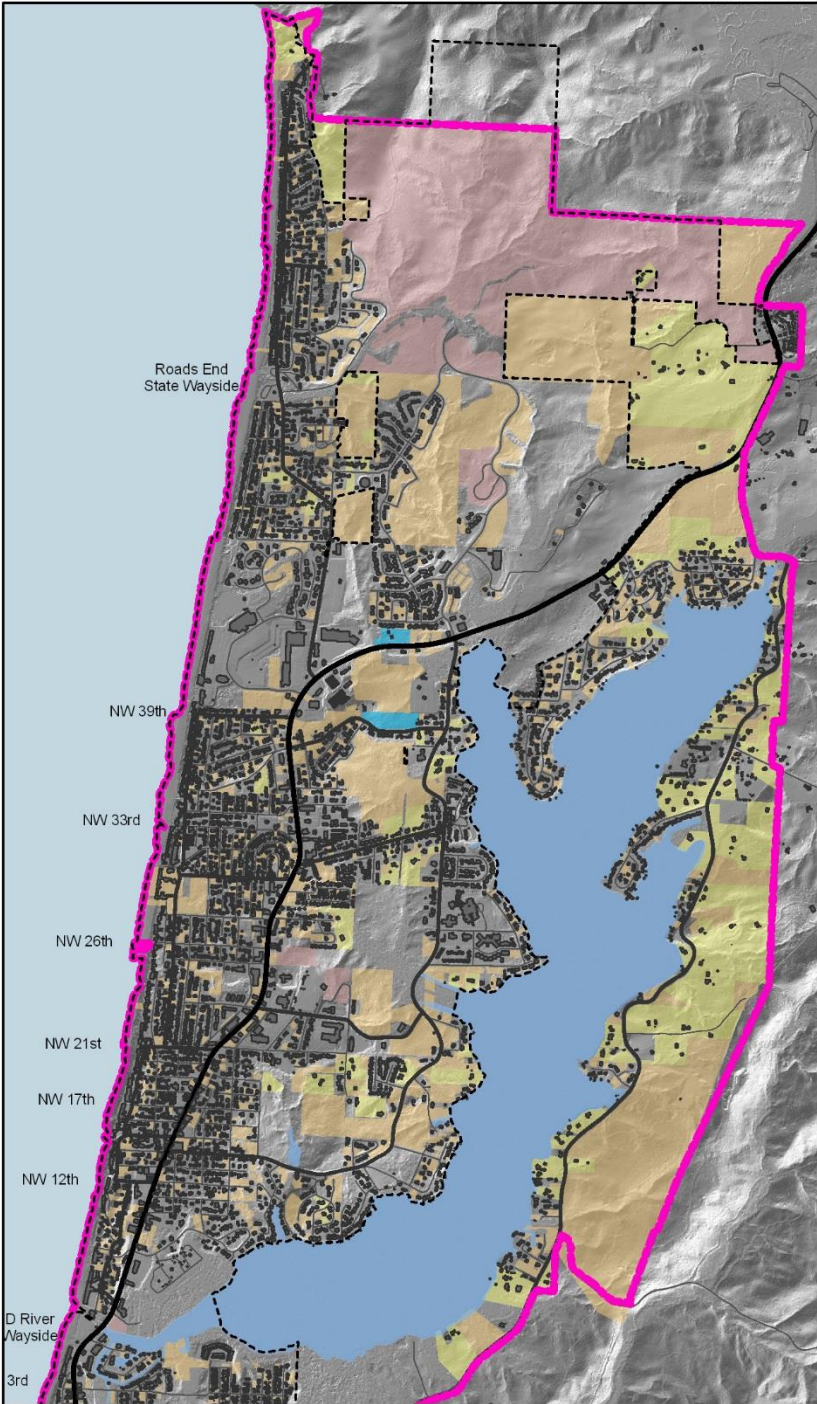 Roads End
State Wayside
NW 39th
NW 33rd
NW 26th
NW 21st
NW 17th
NW 12th
D River
Wayside
3rd